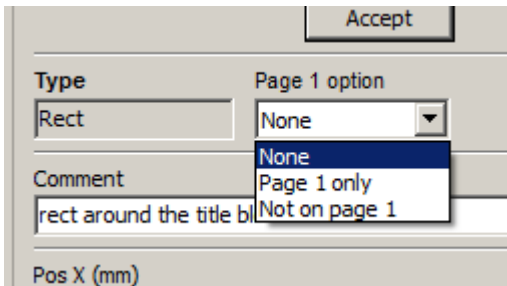 Accept
Type Page 1 option
Rect None
None
Comment Page 1 only
rect around the title bl Not on page 1
Pos X (mm)